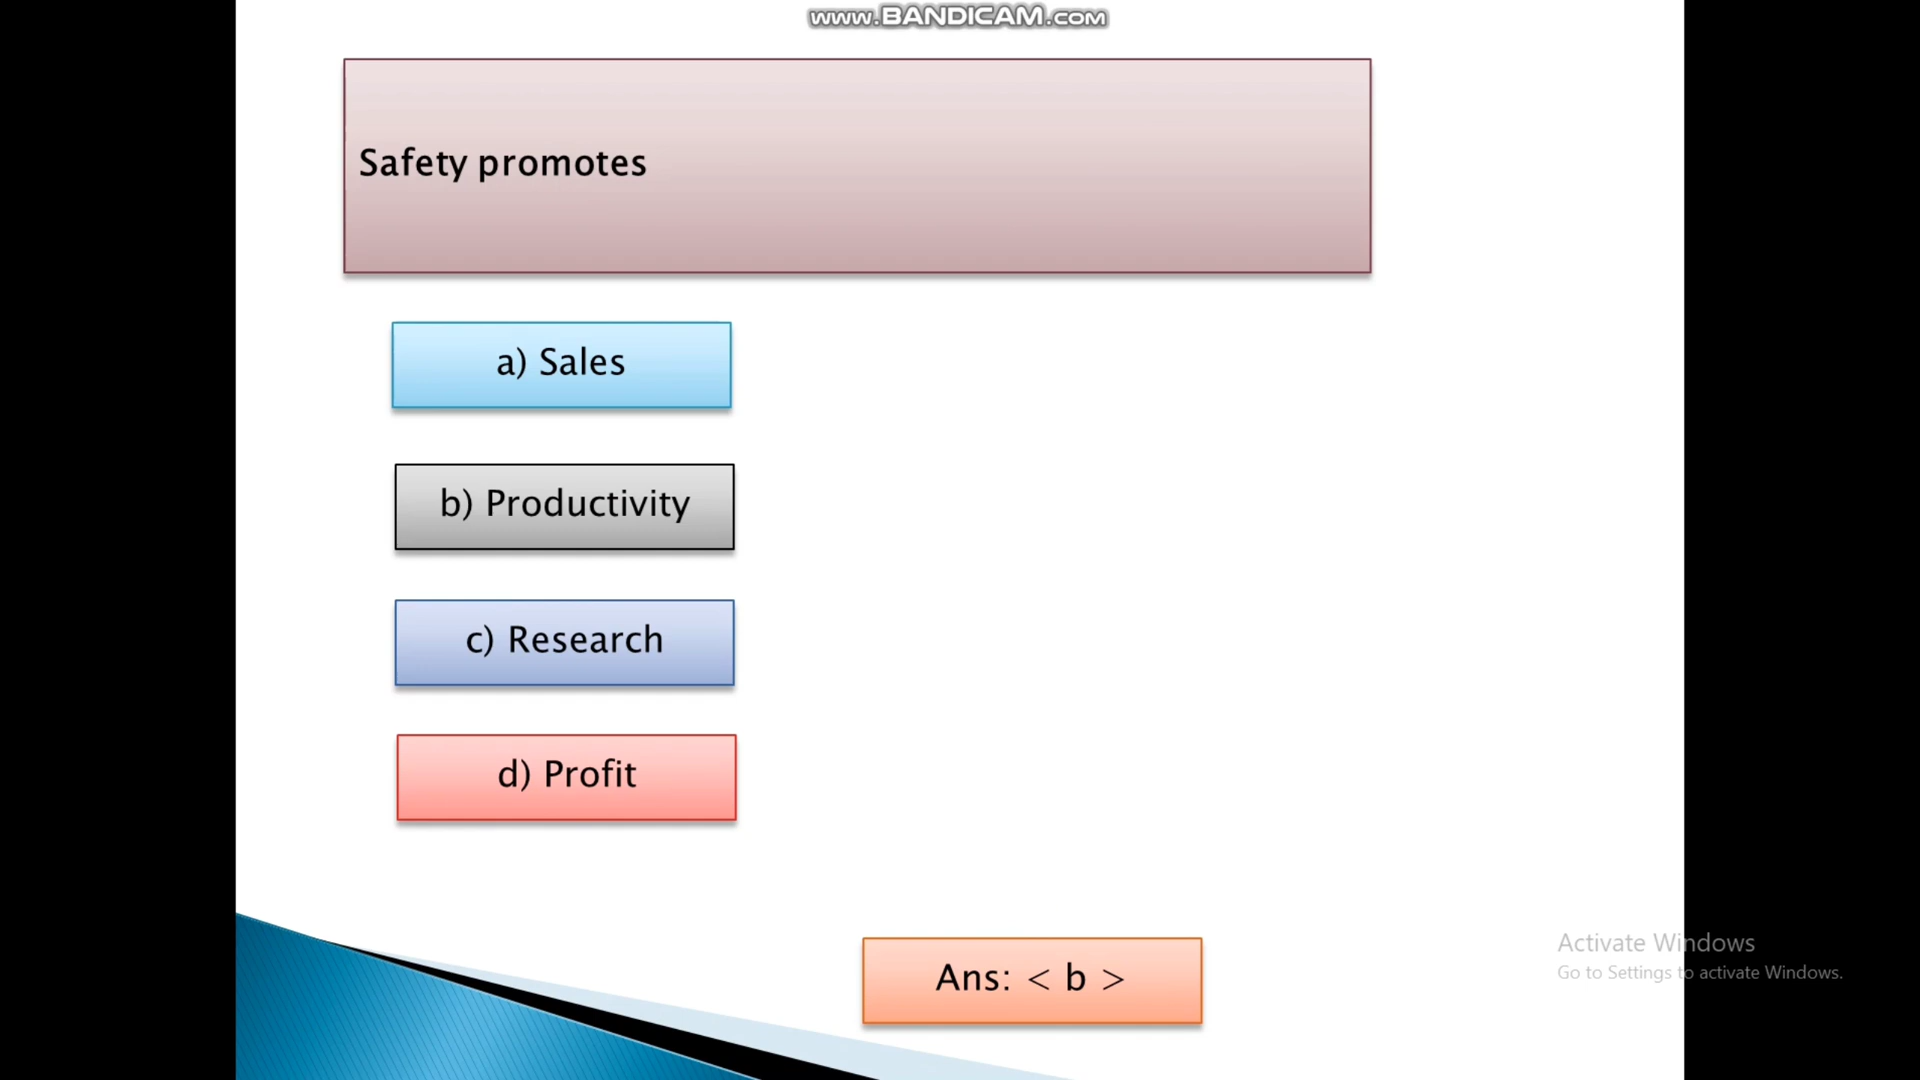 www.BANDICAM.com
Safety promotes
a) Sales
b) Productivity
c) Research
d) Profit
Ans: < b >
Activate Windows
Go to Settings to activate Windows.